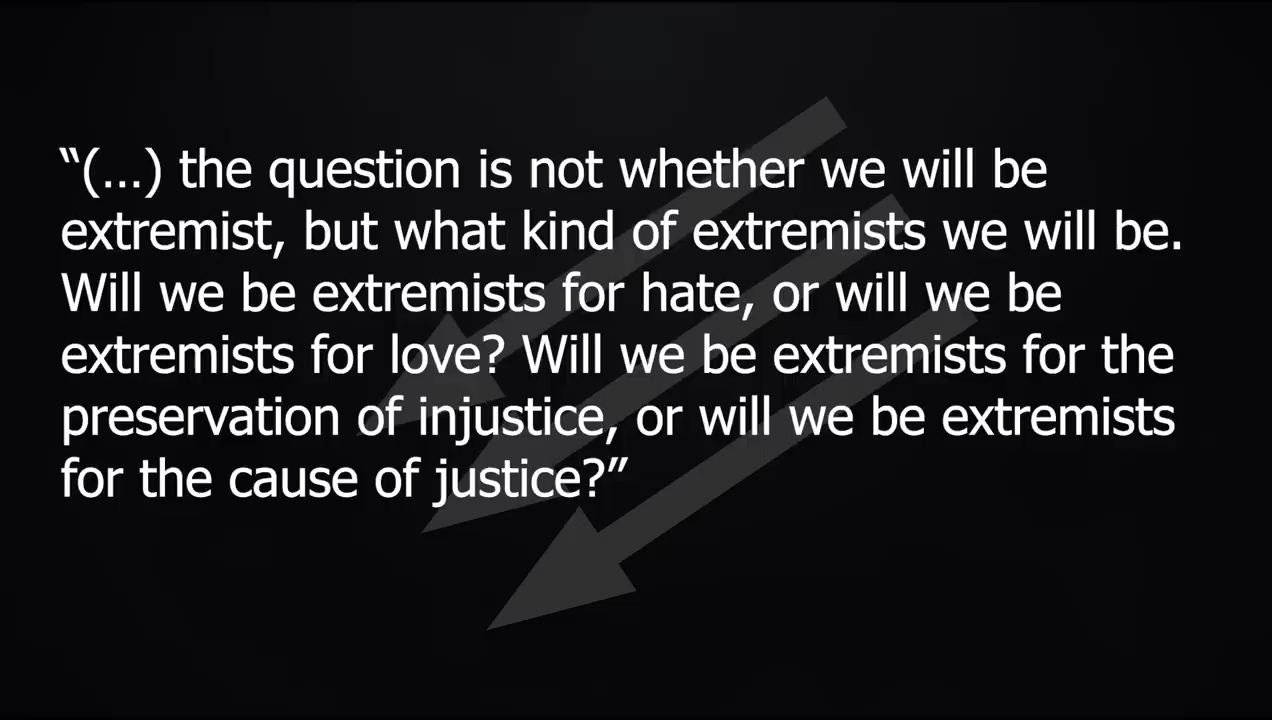 “(…) the question is not whether we will be
extremist, but what kind of extremists we will be.
Will we be extremists for hate, or will we be
extremists for love? Will we be extremists for the
preservation of injustice, or will we be extremists
for the cause of justice?”